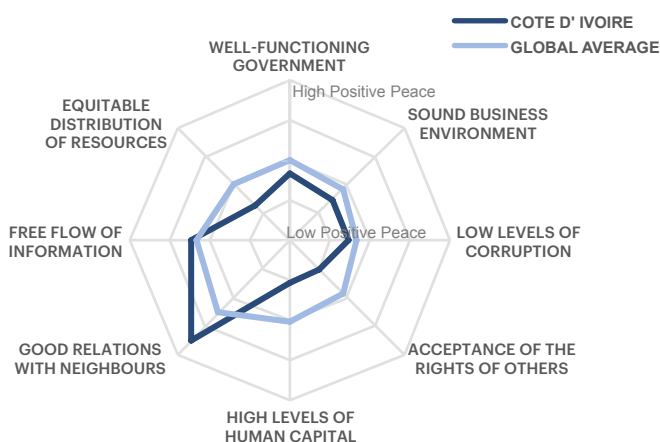 COTE D' IVOIRE
GLOBAL AVERAGE
WELL-FUNCTIONING
GOVERNMENT
High Positive Peace
EQUITABLE
DISTRIBUTION
OF RESOURCES
SOUND BUSINESS
ENVIRONMENT
FREE FLOW OF
INFORMATION
Low Positive Peace
LOW LEVELS OF
CORRUPTION
GOOD RELATIONS
WITH NEIGHBOURS
ACCEPTANCE OF THE
RIGHTS OF OTHERS
HIGH LEVELS OF
HUMAN CAPITAL